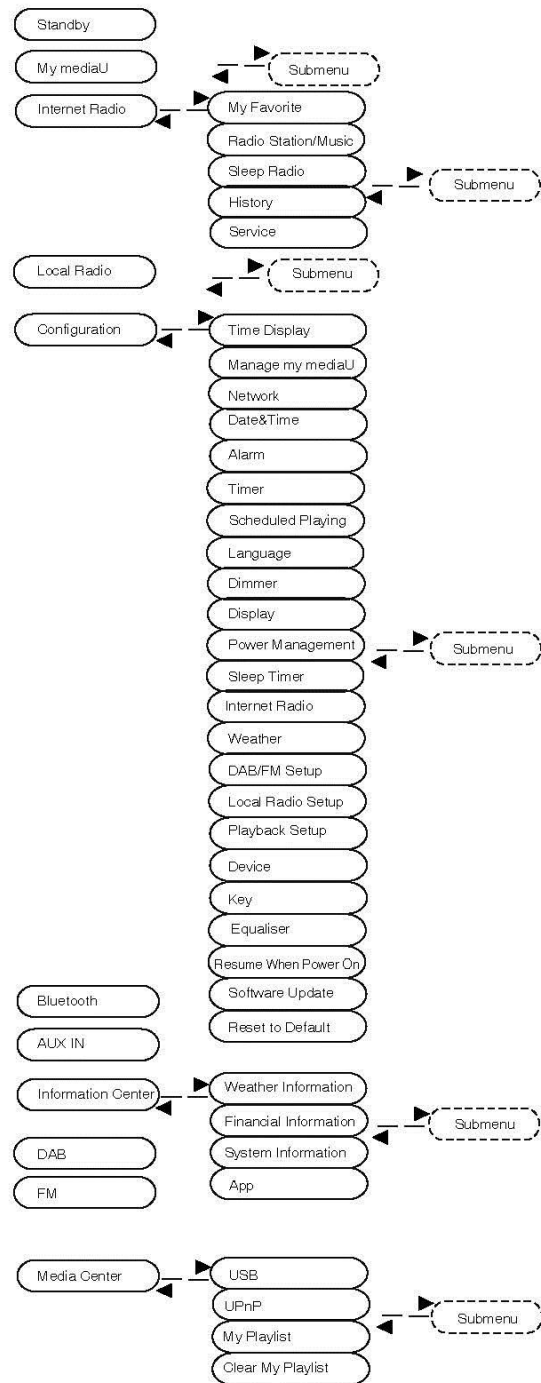 Standby
My mediaU
Submenu
Internet Radio
My Favorite
Radio Station/Music
Sleep Radio
Submenu
History
Service
Local Radio
Submenu
Configuration
Time Display
Manage my mediaU
Network
Date&Time
Alarm
Timer
Scheduled Playing
Language
Dimmer
Display
Power Management
Submenu
Sleep Timer
Internet Radio
Weather
DAB/FM Setup
Local Radio Setup
Playback Setup
Device
Key
Equaliser
Resume When Power On
Software Update
Bluetooth
Reset to Default
AUX IN
Information Center
Weather Information
Financial Information
Submenu
System Information
DAB
App
FM
Media Center
USB
UPnP
Submenu
My Playlist
Clear My Playlist